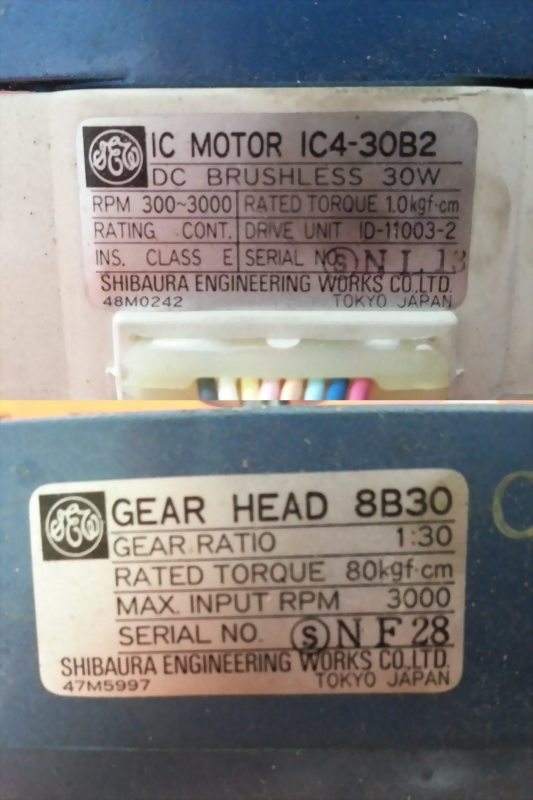 IC MOTOR IC4-30B2
DC BRUSHLESS 30W
RPM 300~3000 RATED TORQUE 1.0kgf·cm
RATING CONT. DRIVE UNIT ID-11003-2
INS. CLASS E SERIAL NO. Ⓢ N I. 13
SHIBAURA ENGINEERING WORKS CO.LTD.
48M0242 TOKYO JAPAN
GEAR HEAD 8B30
GEAR RATIO 1:30
RATED TORQUE 80kgf·cm
MAX. INPUT RPM 3000
SERIAL NO. Ⓢ N F 28
SHIBAURA ENGINEERING WORKS CO.LTD.
47M5997 TOKYO JAPAN